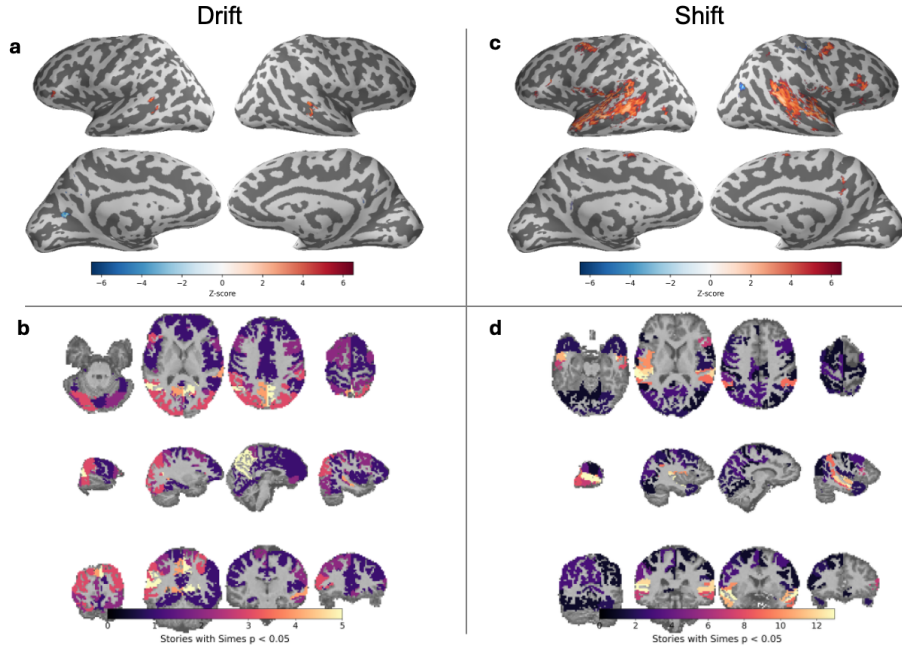 Drift
Shift
a
c
−6 −4 −2 0 2 4 6
Z-score
−6 −4 −2 0 2 4 6
Z-score
b
d
0 1 2 3 4 5
Stories with Simes p < 0.05
0 2 4 6 8 10 12
Stories with Simes p < 0.05